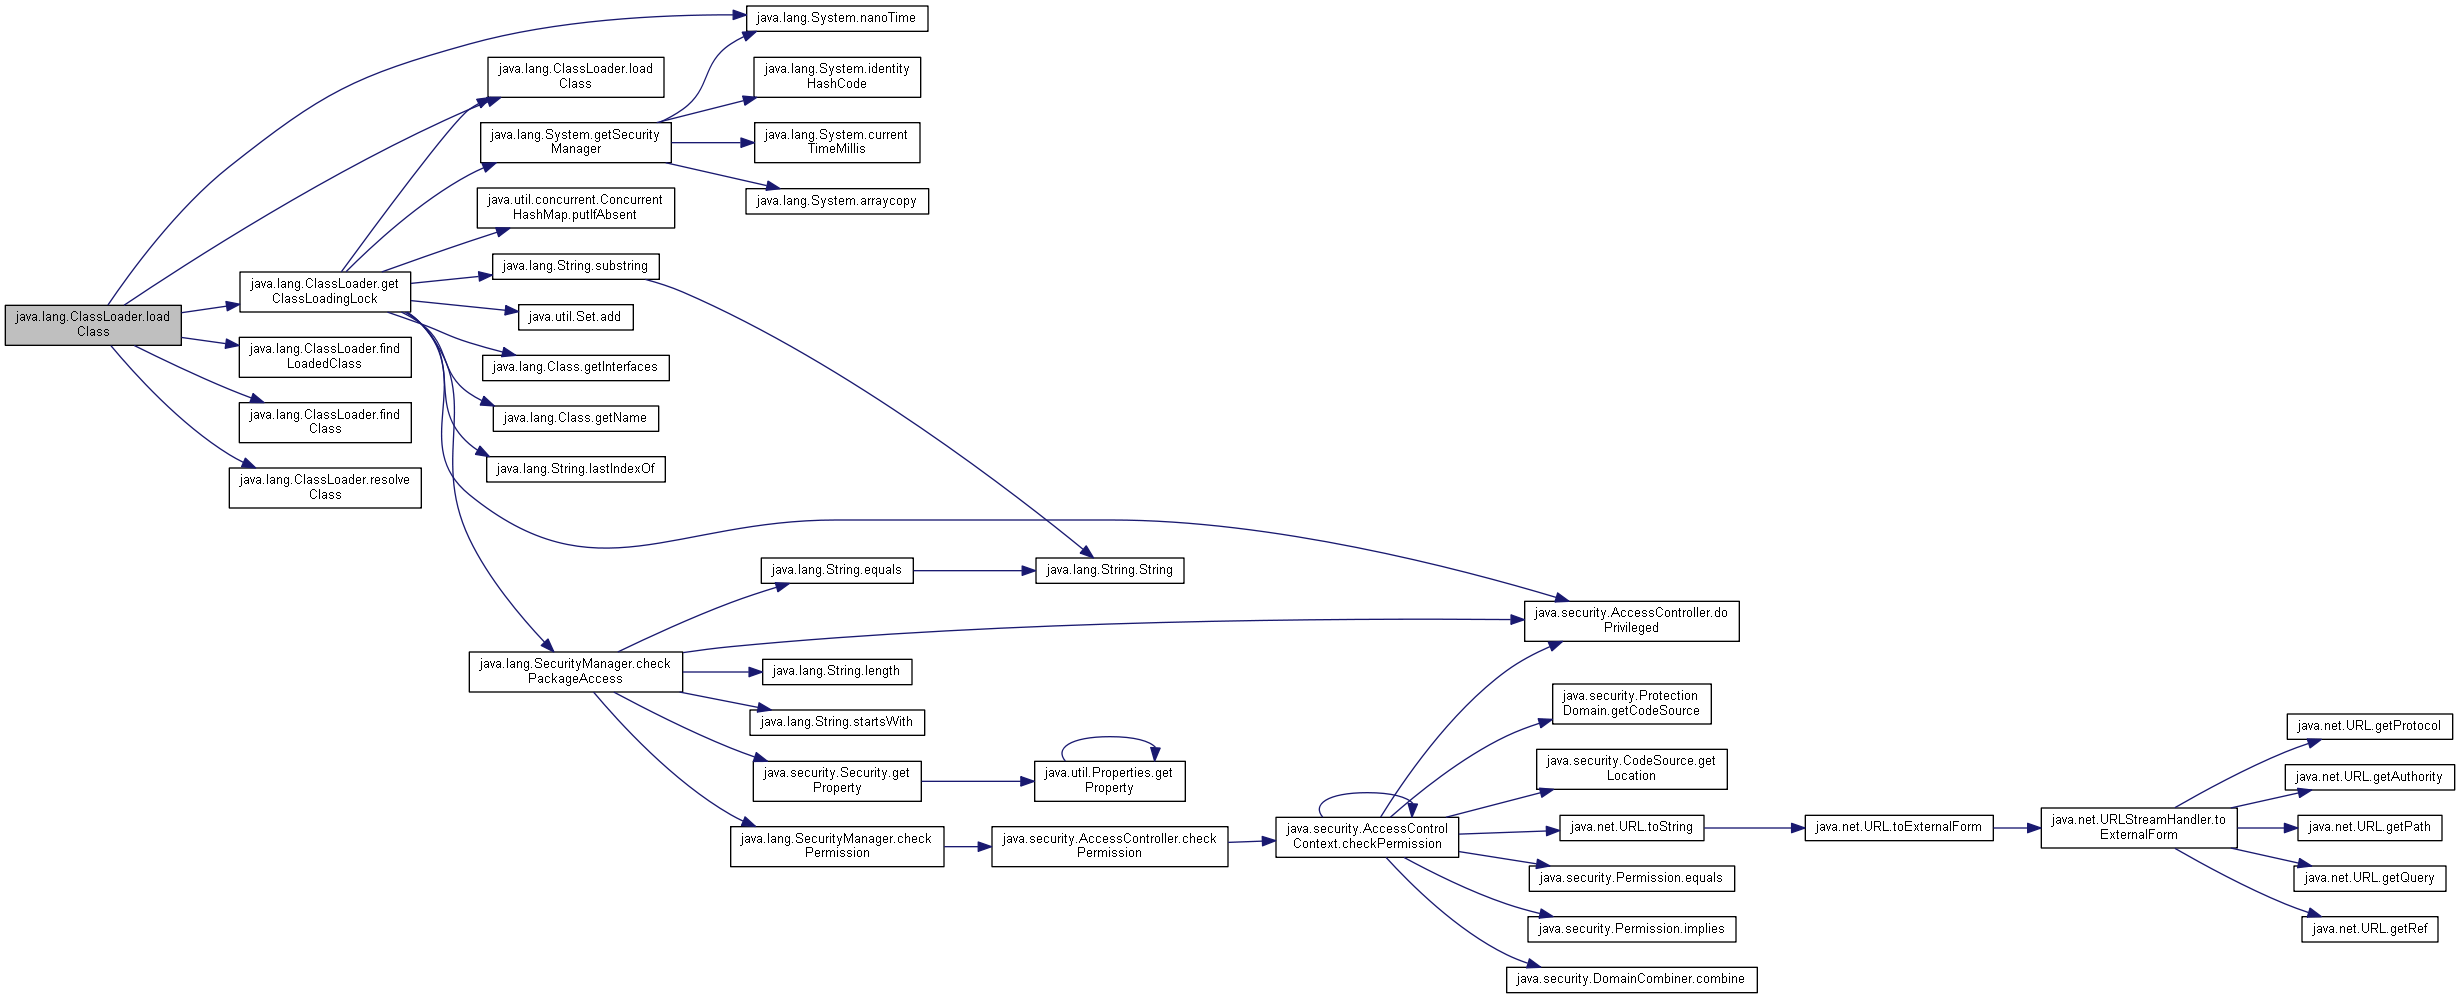 java.lang.System.nanoTime
java.lang.ClassLoader.load
Class
java.lang.System.identity
HashCode
java.lang.System.getSecurity
Manager
java.lang.System.current
TimeMillis
java.util.concurrent.Concurrent
HashMap.putIfAbsent
java.lang.System.arraycopy
java.lang.String.substring
java.lang.ClassLoader.get
ClassLoadingLock
java.lang.ClassLoader.load
Class
java.util.Set.add
java.lang.ClassLoader.find
LoadedClass
java.lang.Class.getInterfaces
java.lang.ClassLoader.find
Class
java.lang.Class.getName
java.lang.String.lastIndexOf
java.lang.ClassLoader.resolve
Class
java.lang.String.equals
java.lang.String.String
java.security.AccessController.do
Privileged
java.lang.SecurityManager.check
PackageAccess
java.lang.String.length
java.security.Protection
Domain.getCodeSource
java.lang.String.startsWith
java.net.URL.getProtocol
java.security.Security.get
Property
java.util.Properties.get
Property
java.security.CodeSource.get
Location
java.net.URL.getAuthority
java.lang.SecurityManager.check
Permission
java.security.AccessController.check
Permission
java.security.AccessControl
Context.checkPermission
java.net.URL.toString
java.net.URL.toExternalForm
java.net.URLStreamHandler.to
ExternalForm
java.net.URL.getPath
java.security.Permission.equals
java.net.URL.getQuery
java.security.Permission.implies
java.net.URL.getRef
java.security.DomainCombiner.combine